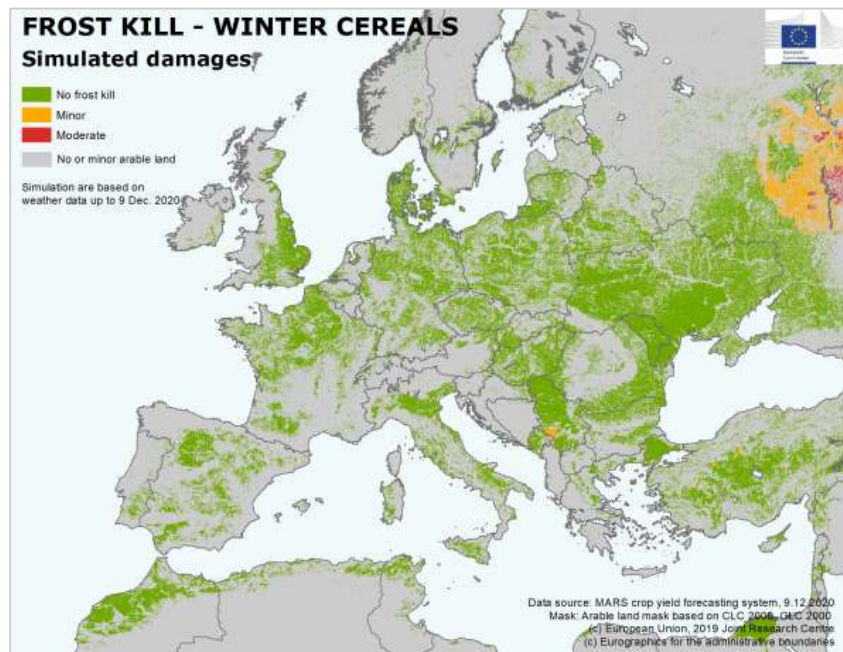 FROST KILL - WINTER CEREALS
Simulated damages
No frost kill
Minor
Moderate
No or minor arable land
Simulation are based on
weather data up to 9 Dec. 2020
European
Commission
Data source: MARS crop yield forecasting system, 9.12.2020
Mask: Arable land mask based on CLC 2006, GLC 2000
(c) European Union, 2019 Joint Research Centre
(c) Eurographics for the administrative boundaries